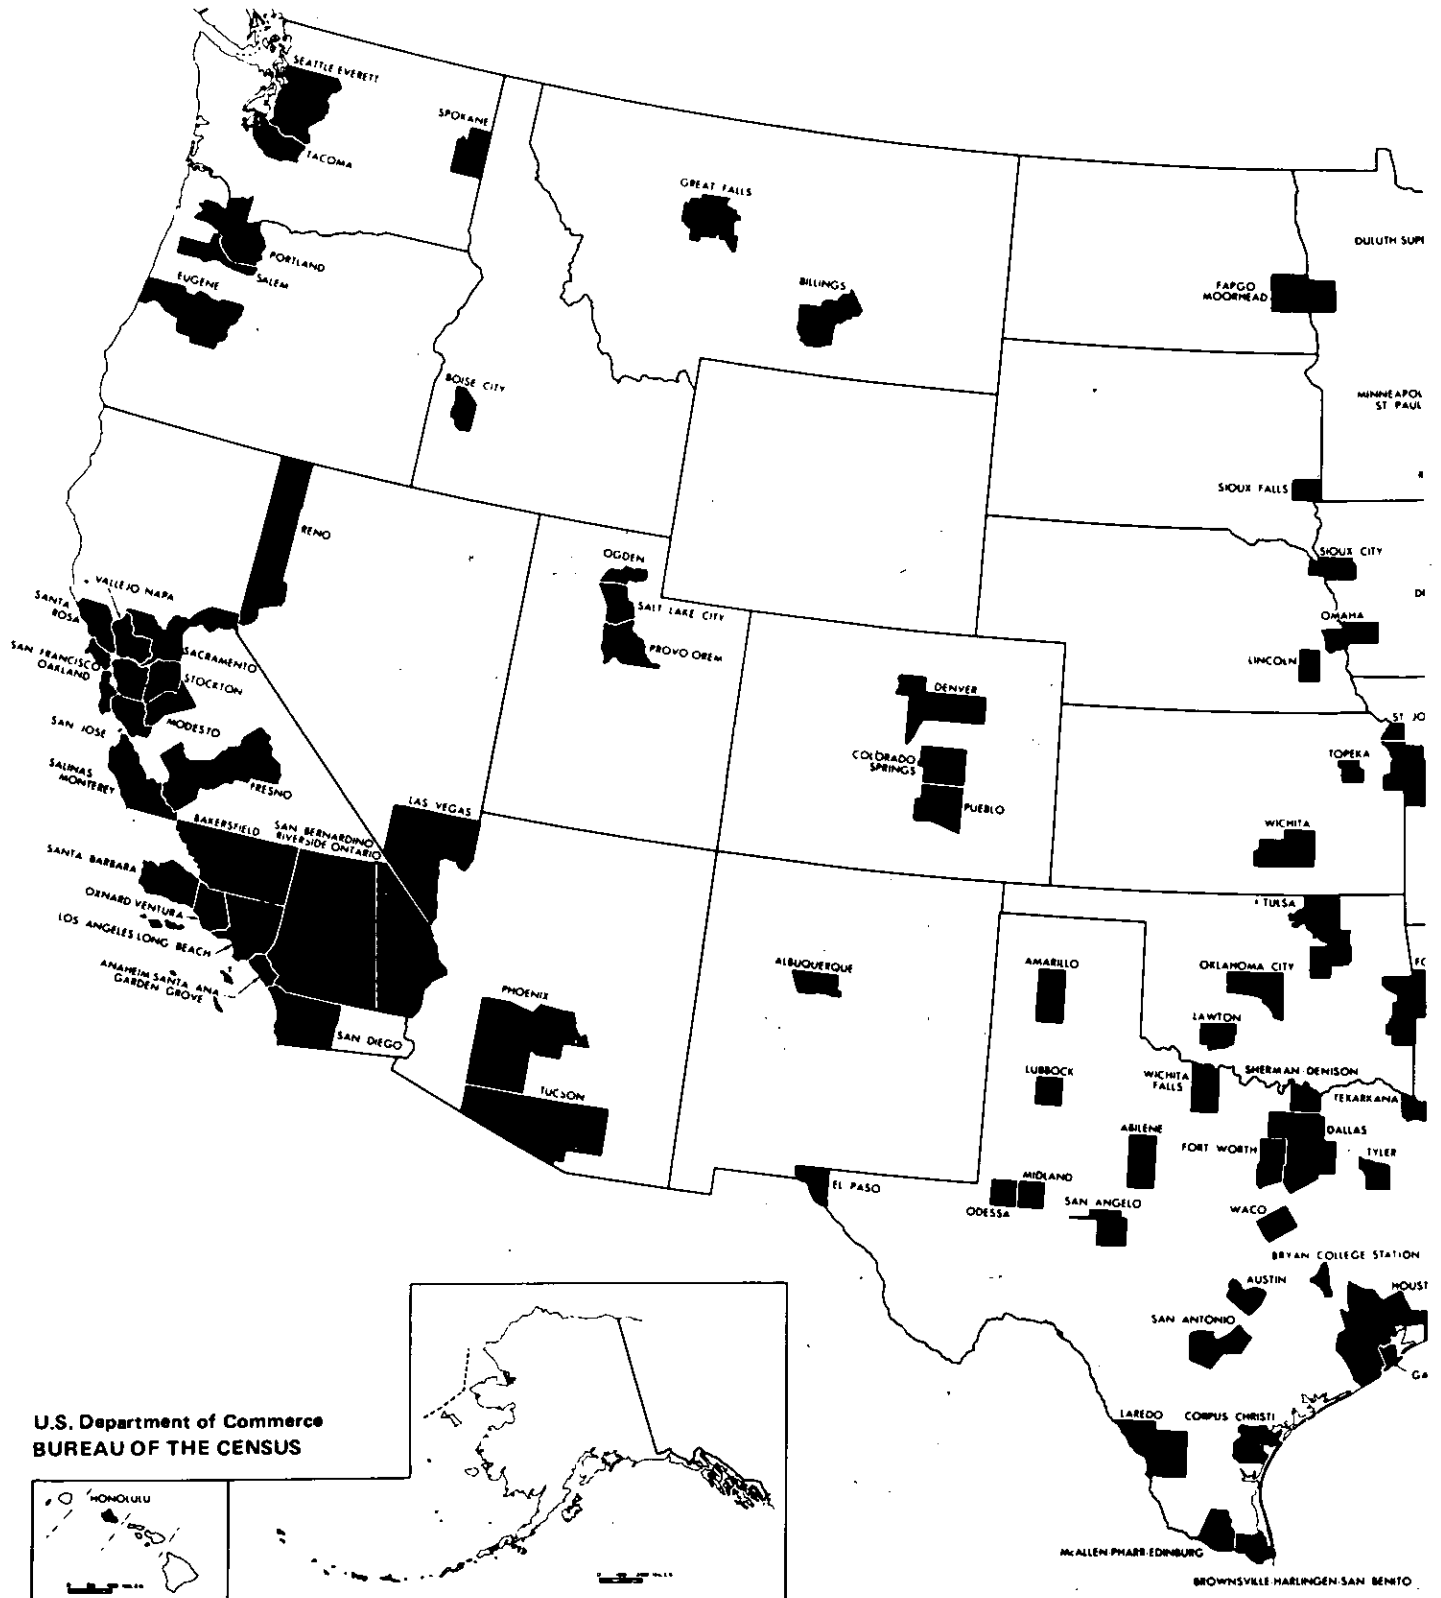 SEATTLE EVERETT
SPOKANE
TACOMA
GREAT FALLS
DULUTH SUPE
PORTLAND
SALEM
EUGENE
BILLINGS
FARGO
MOORHEAD
BOISE CITY
MINNEAPOL
ST PAUL
SIOUX FALLS
RENO
OGDEN
SIOUX CITY
VALLEJO NAPA
SANTA
ROSA
SALT LAKE CITY
OMAHA
SAN FRANCISCO
OAKLAND
SACRAMENTO
PROVO OREM
LINCOLN
STOCKTON
DENVER
SAN JOSE
MODESTO
ST JO
SALINAS
MONTEREY
FRESNO
COLORADO
SPRINGS
TOPEKA
PUEBLO
LAS VEGAS
BAKERSFIELD
SAN BERNARDINO
RIVERSIDE ONTARIO
WICHITA
SANTA BARBARA
OXNARD VENTURA
TULSA
LOS ANGELES LONG BEACH
ANAHEIM SANTA ANA
GARDEN GROVE
ALBUQUERQUE
AMARILLO
OKLAHOMA CITY
FO
PHOENIX
LAWTON
SAN DIEGO
LUBBOCK
WICHITA
FALLS
SHERMAN-DENISON
TUCSON
TEXARKANA
ABILENE
DALLAS
FORT WORTH
TYLER
MIDLAND
EL PASO
ODESSA
SAN ANGELO
WACO
BRYAN COLLEGE STATION
AUSTIN
HOUST
SAN ANTONIO
GA
U.S. Department of Commerce
BUREAU OF THE CENSUS
LAREDO
CORPUS CHRISTI
HONOLULU
McALLEN-PHARR-EDINBURG
BROWNSVILLE-HARLINGEN-SAN BENITO